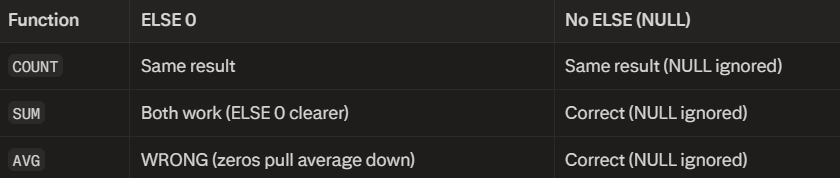 Function ELSE 0 No ELSE (NULL)
COUNT Same result Same result (NULL ignored)
SUM Both work (ELSE 0 clearer) Correct (NULL ignored)
AVG WRONG (zeros pull average down) Correct (NULL ignored)